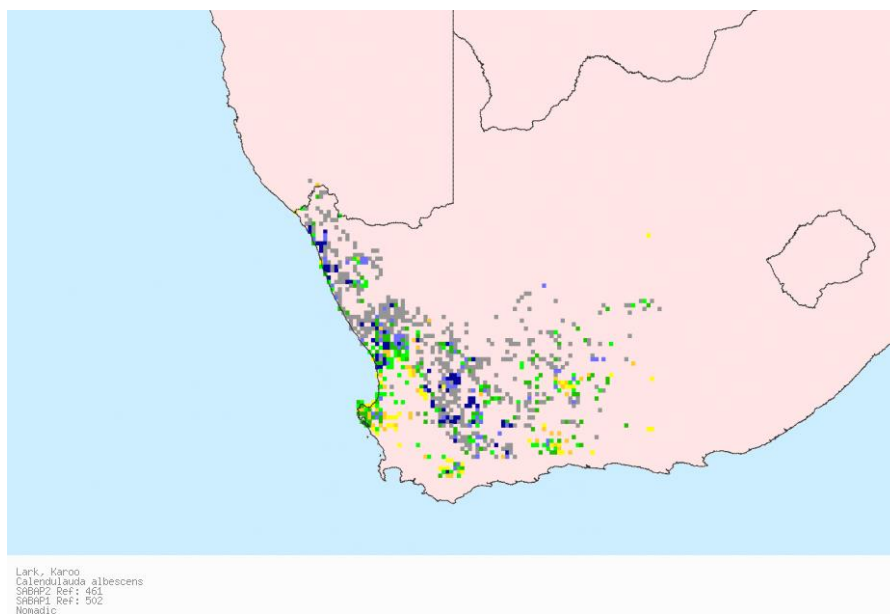 Lark, Karoo
Calendulauda albescens
SABAP2 Ref: 461
SABAP1 Ref: 502
Nomadic